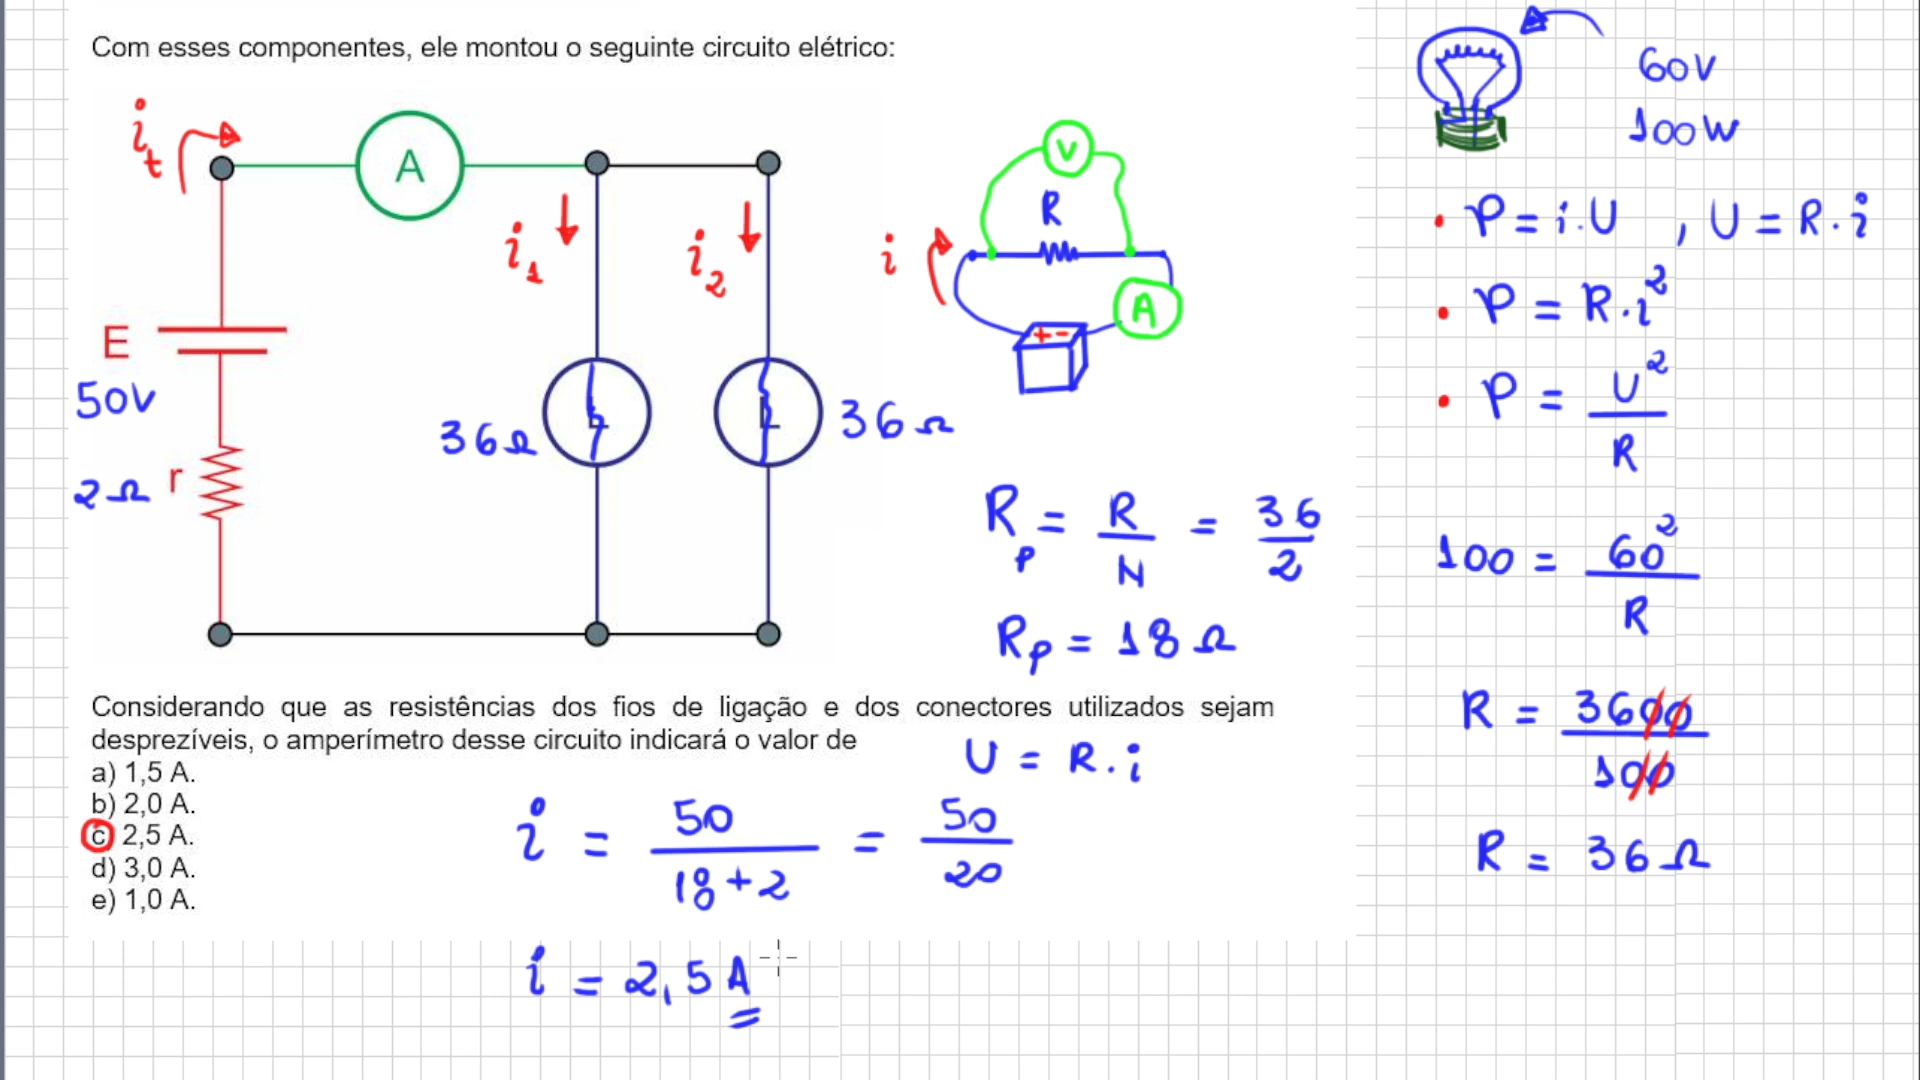 Com esses componentes, ele montou o seguinte circuito elétrico:
i_t
A
i_1
i_2
E
50V
2Ω r
36Ω L
L 36Ω
V
R
i
A
+ -
R_p = R/N = 36/2
R_p = 18Ω
Considerando que as resistências dos fios de ligação e dos conectores utilizados sejam
desprezíveis, o amperímetro desse circuito indicará o valor de
a) 1,5 A.
b) 2,0 A.
c) 2,5 A.
d) 3,0 A.
e) 1,0 A.
U = R.i
i = 50/(18+2) = 50/20
i = 2,5 A
60V
100W
• P = i.U , U = R.i
• P = R.i²
• P = U²/R
100 = 60²/R
R = 3600/100
R = 36Ω